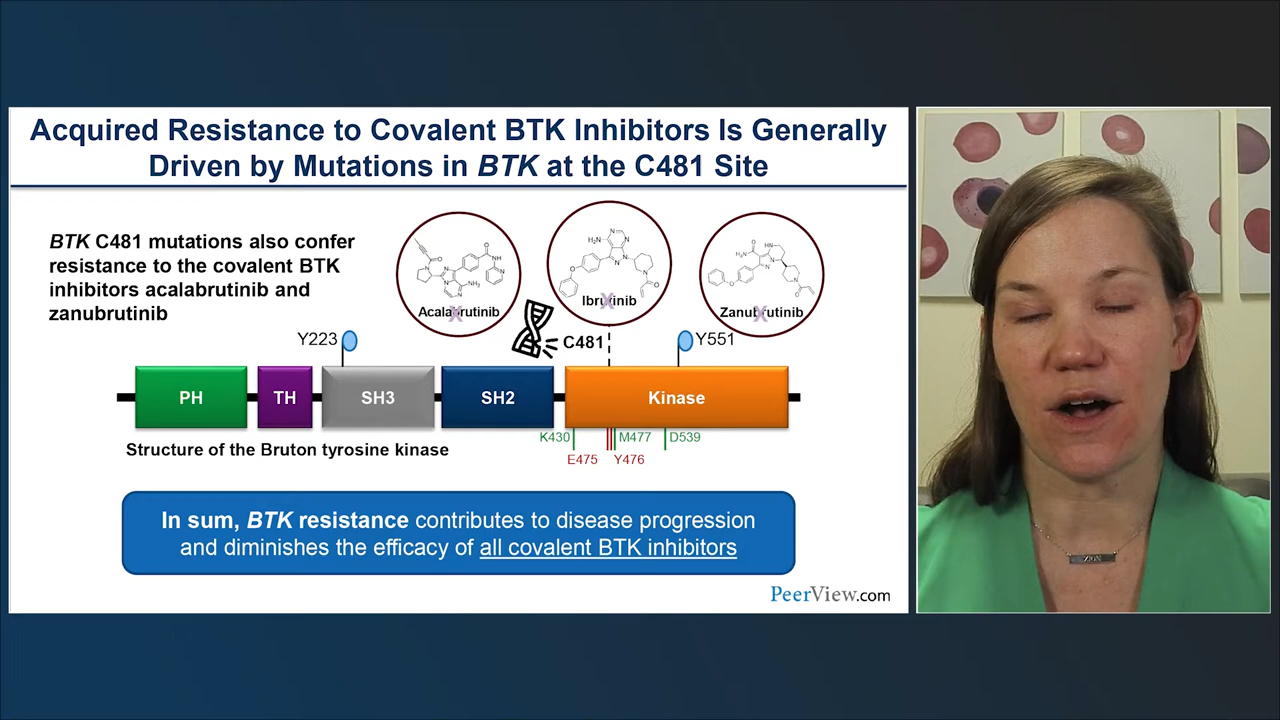 Acquired Resistance to Covalent BTK Inhibitors Is Generally
Driven by Mutations in BTK at the C481 Site
BTK C481 mutations also confer
resistance to the covalent BTK
inhibitors acalabrutinib and
zanubrutinib
Acalabrutinib
Ibrutinib
Zanubrutinib
Y223
C481
Y551
PH
TH
SH3
SH2
Kinase
K430
M477
D539
E475
Y476
Structure of the Bruton tyrosine kinase
In sum, BTK resistance contributes to disease progression
and diminishes the efficacy of all covalent BTK inhibitors
PeerView.com
ZION